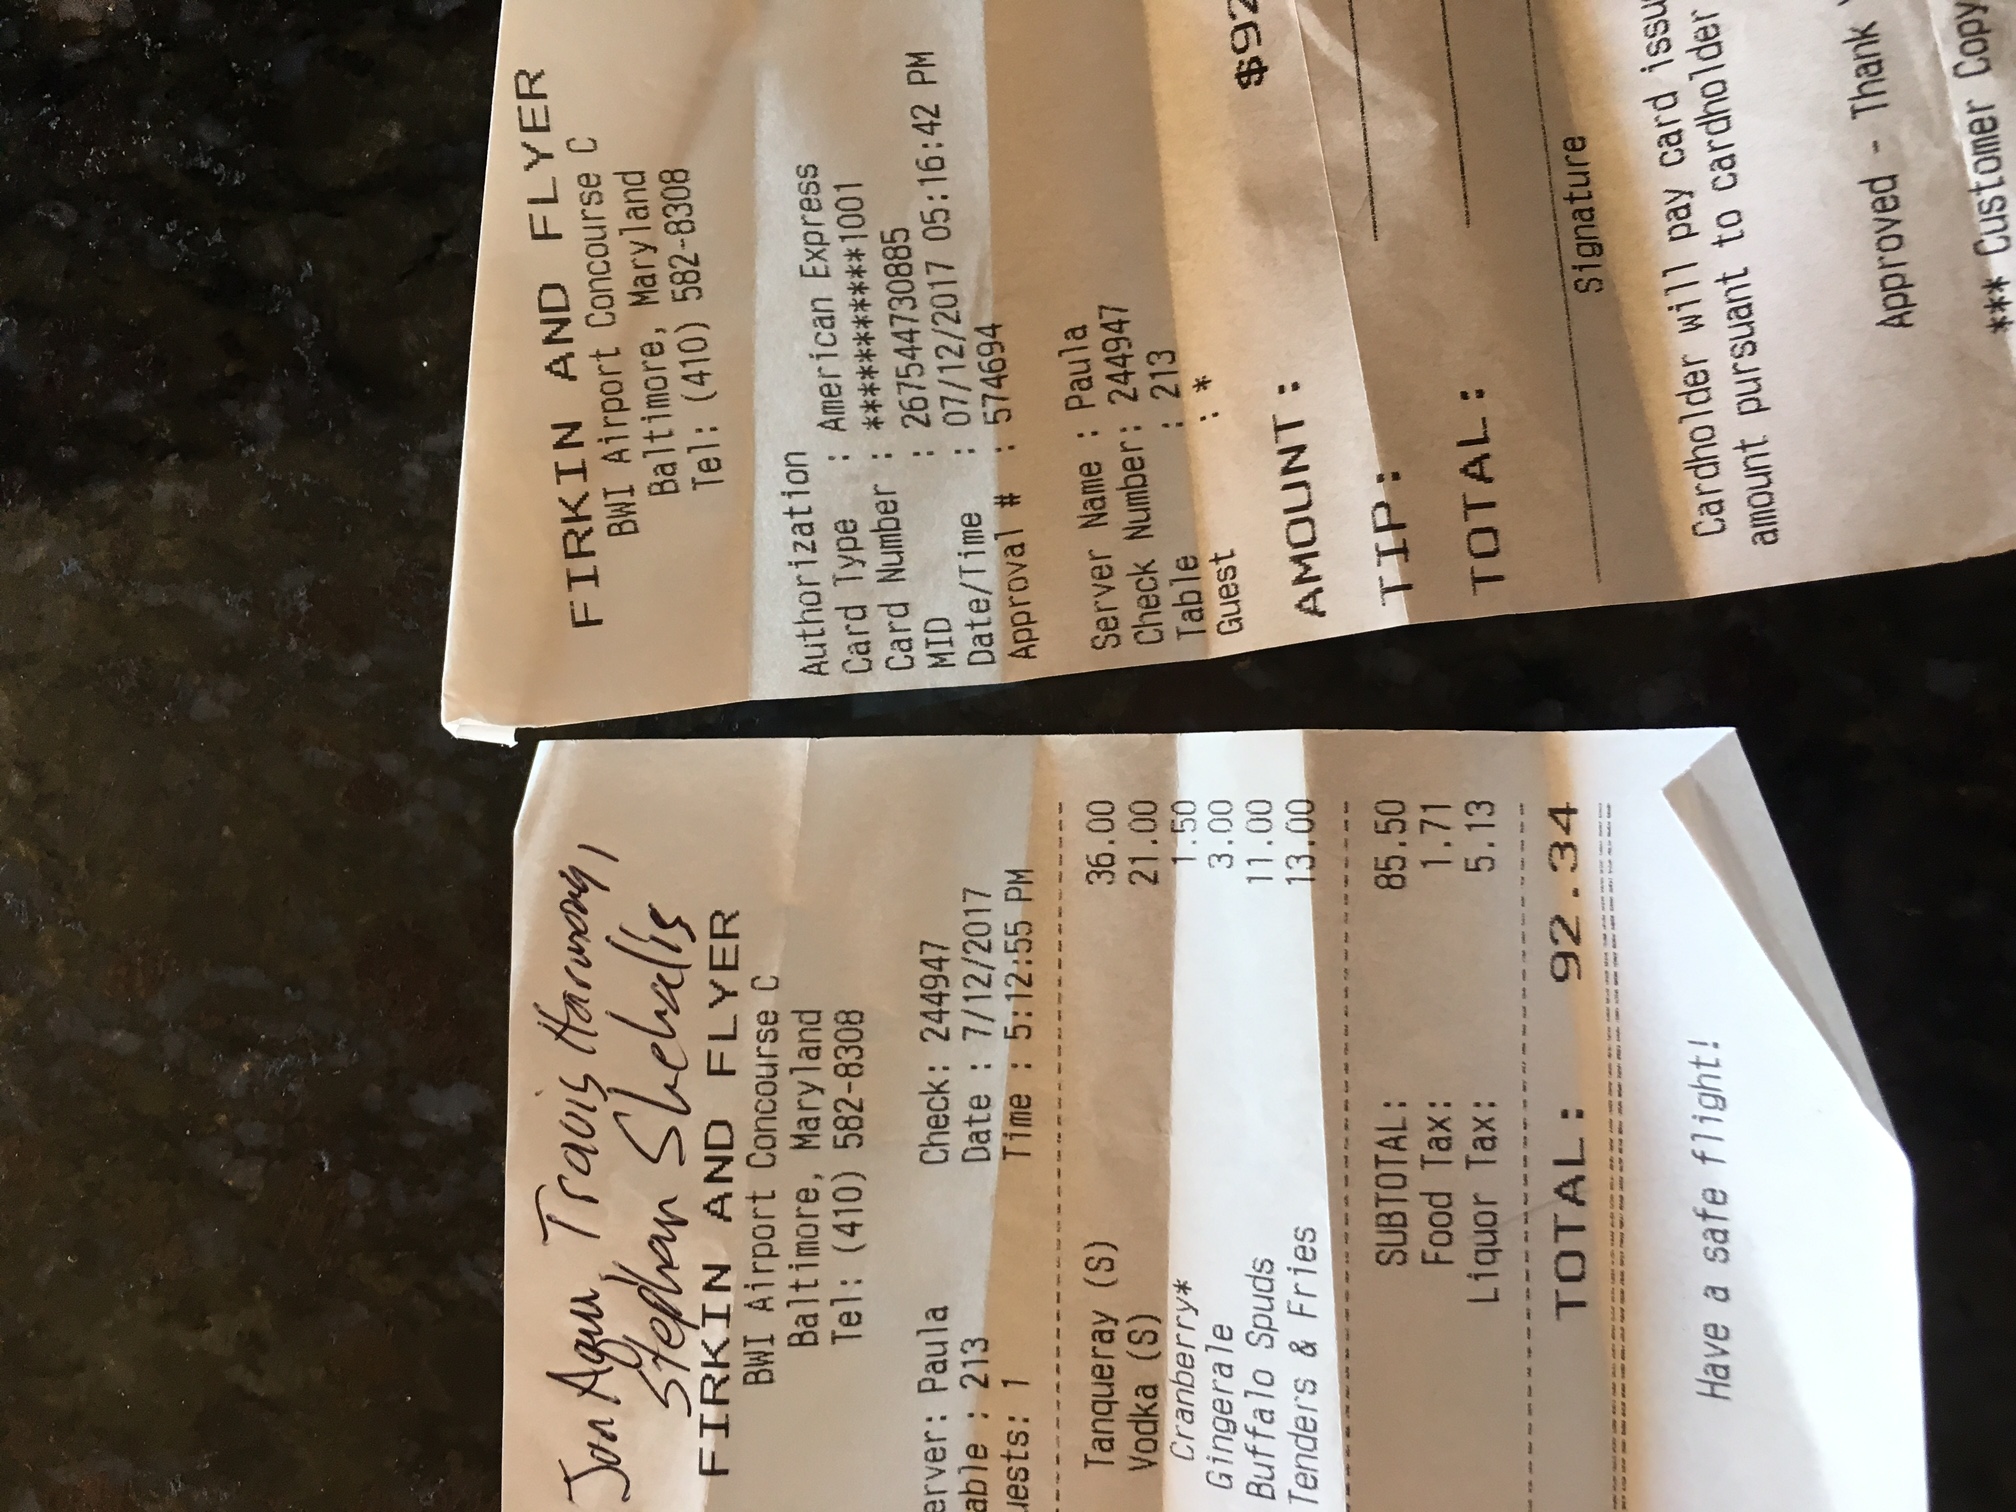 Jon Aqui, Travis Harmony,
Stephan Shehalis
FIRKIN AND FLYER
BWI Airport Concourse C
Baltimore, Maryland
Tel: (410) 582-8308
erver: Paula Check: 244947
able : 213 Date : 7/12/2017
uests: 1 Time : 5:12:55 PM
Tanqueray (S) 36.00
Vodka (S) 21.00
Cranberry* 1.50
Gingerale 3.00
Buffalo Spuds 11.00
Tenders & Fries 13.00
SUBTOTAL: 85.50
Food Tax: 1.71
Liquor Tax: 5.13
TOTAL: 92.34
Have a safe flight!
FIRKIN AND FLYER
BWI Airport Concourse C
Baltimore, Maryland
Tel: (410) 582-8308
Authorization
Card Type : American Express
Card Number : ***********1001
MID : 267544730885
Date/Time : 07/12/2017 05:16:42 PM
Approval # : 574694
Server Name : Paula
Check Number: 244947
Table : 213
Guest : *
AMOUNT: $92
TIP:
TOTAL:
Signature
Cardholder will pay card issu
amount pursuant to cardholder
Approved - Thank
*** Customer Copy